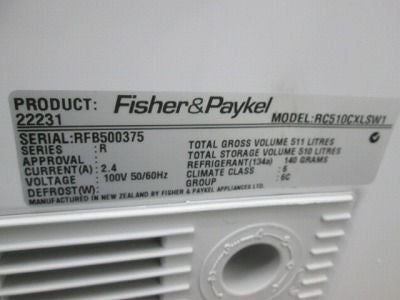 PRODUCT: Fisher&Paykel
22231 MODEL: RC510CXLSW1
SERIAL: RFB500375
SERIES : R
APPROVAL :
CURRENT(A) : 2.4
VOLTAGE : 100V 50/60Hz
DEFROST(W) :
TOTAL GROSS VOLUME 511 LITRES
TOTAL STORAGE VOLUME 510 LITRES
REFRIGERANT(134a) : 140 GRAMS
CLIMATE CLASS : 6
GROUP : 6C
MANUFACTURED IN NEW ZEALAND BY FISHER & PAYKEL APPLIANCES LTD.